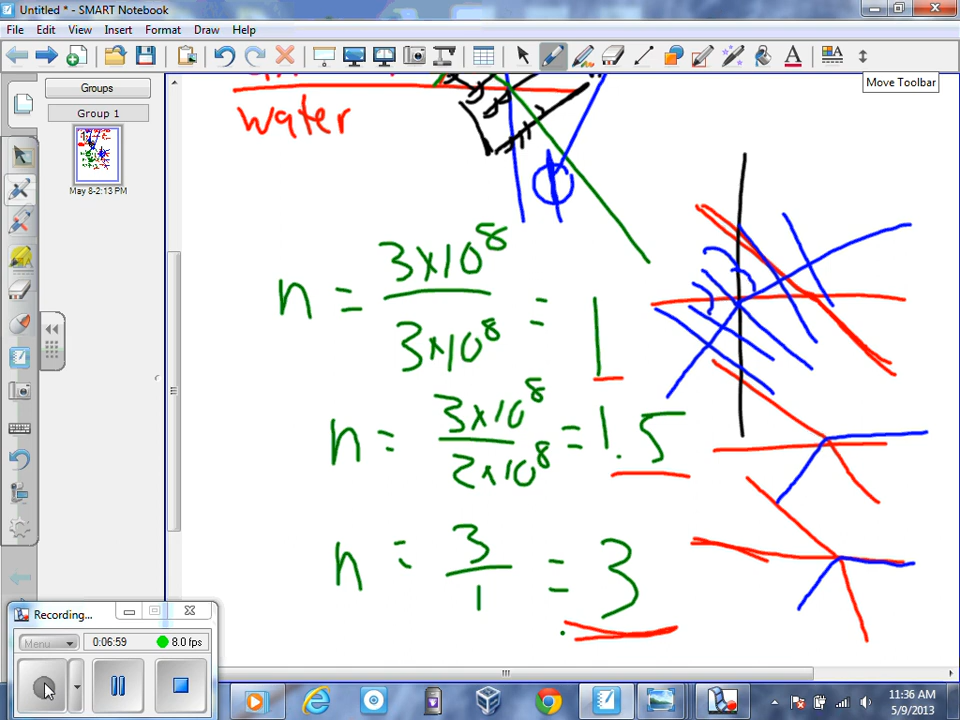 Untitled * - SMART Notebook
File Edit View Insert Format Draw Help
Move Toolbar
Groups
Group 1
May 8-2:13 PM
water
n = 3x10^8 / 3x10^8 = 1
n = 3x10^8 / 2x10^8 = 1.5
n = 3/1 = 3
Recording...
Menu
0:06:59 8.0 fps
11:36 AM
5/9/2013